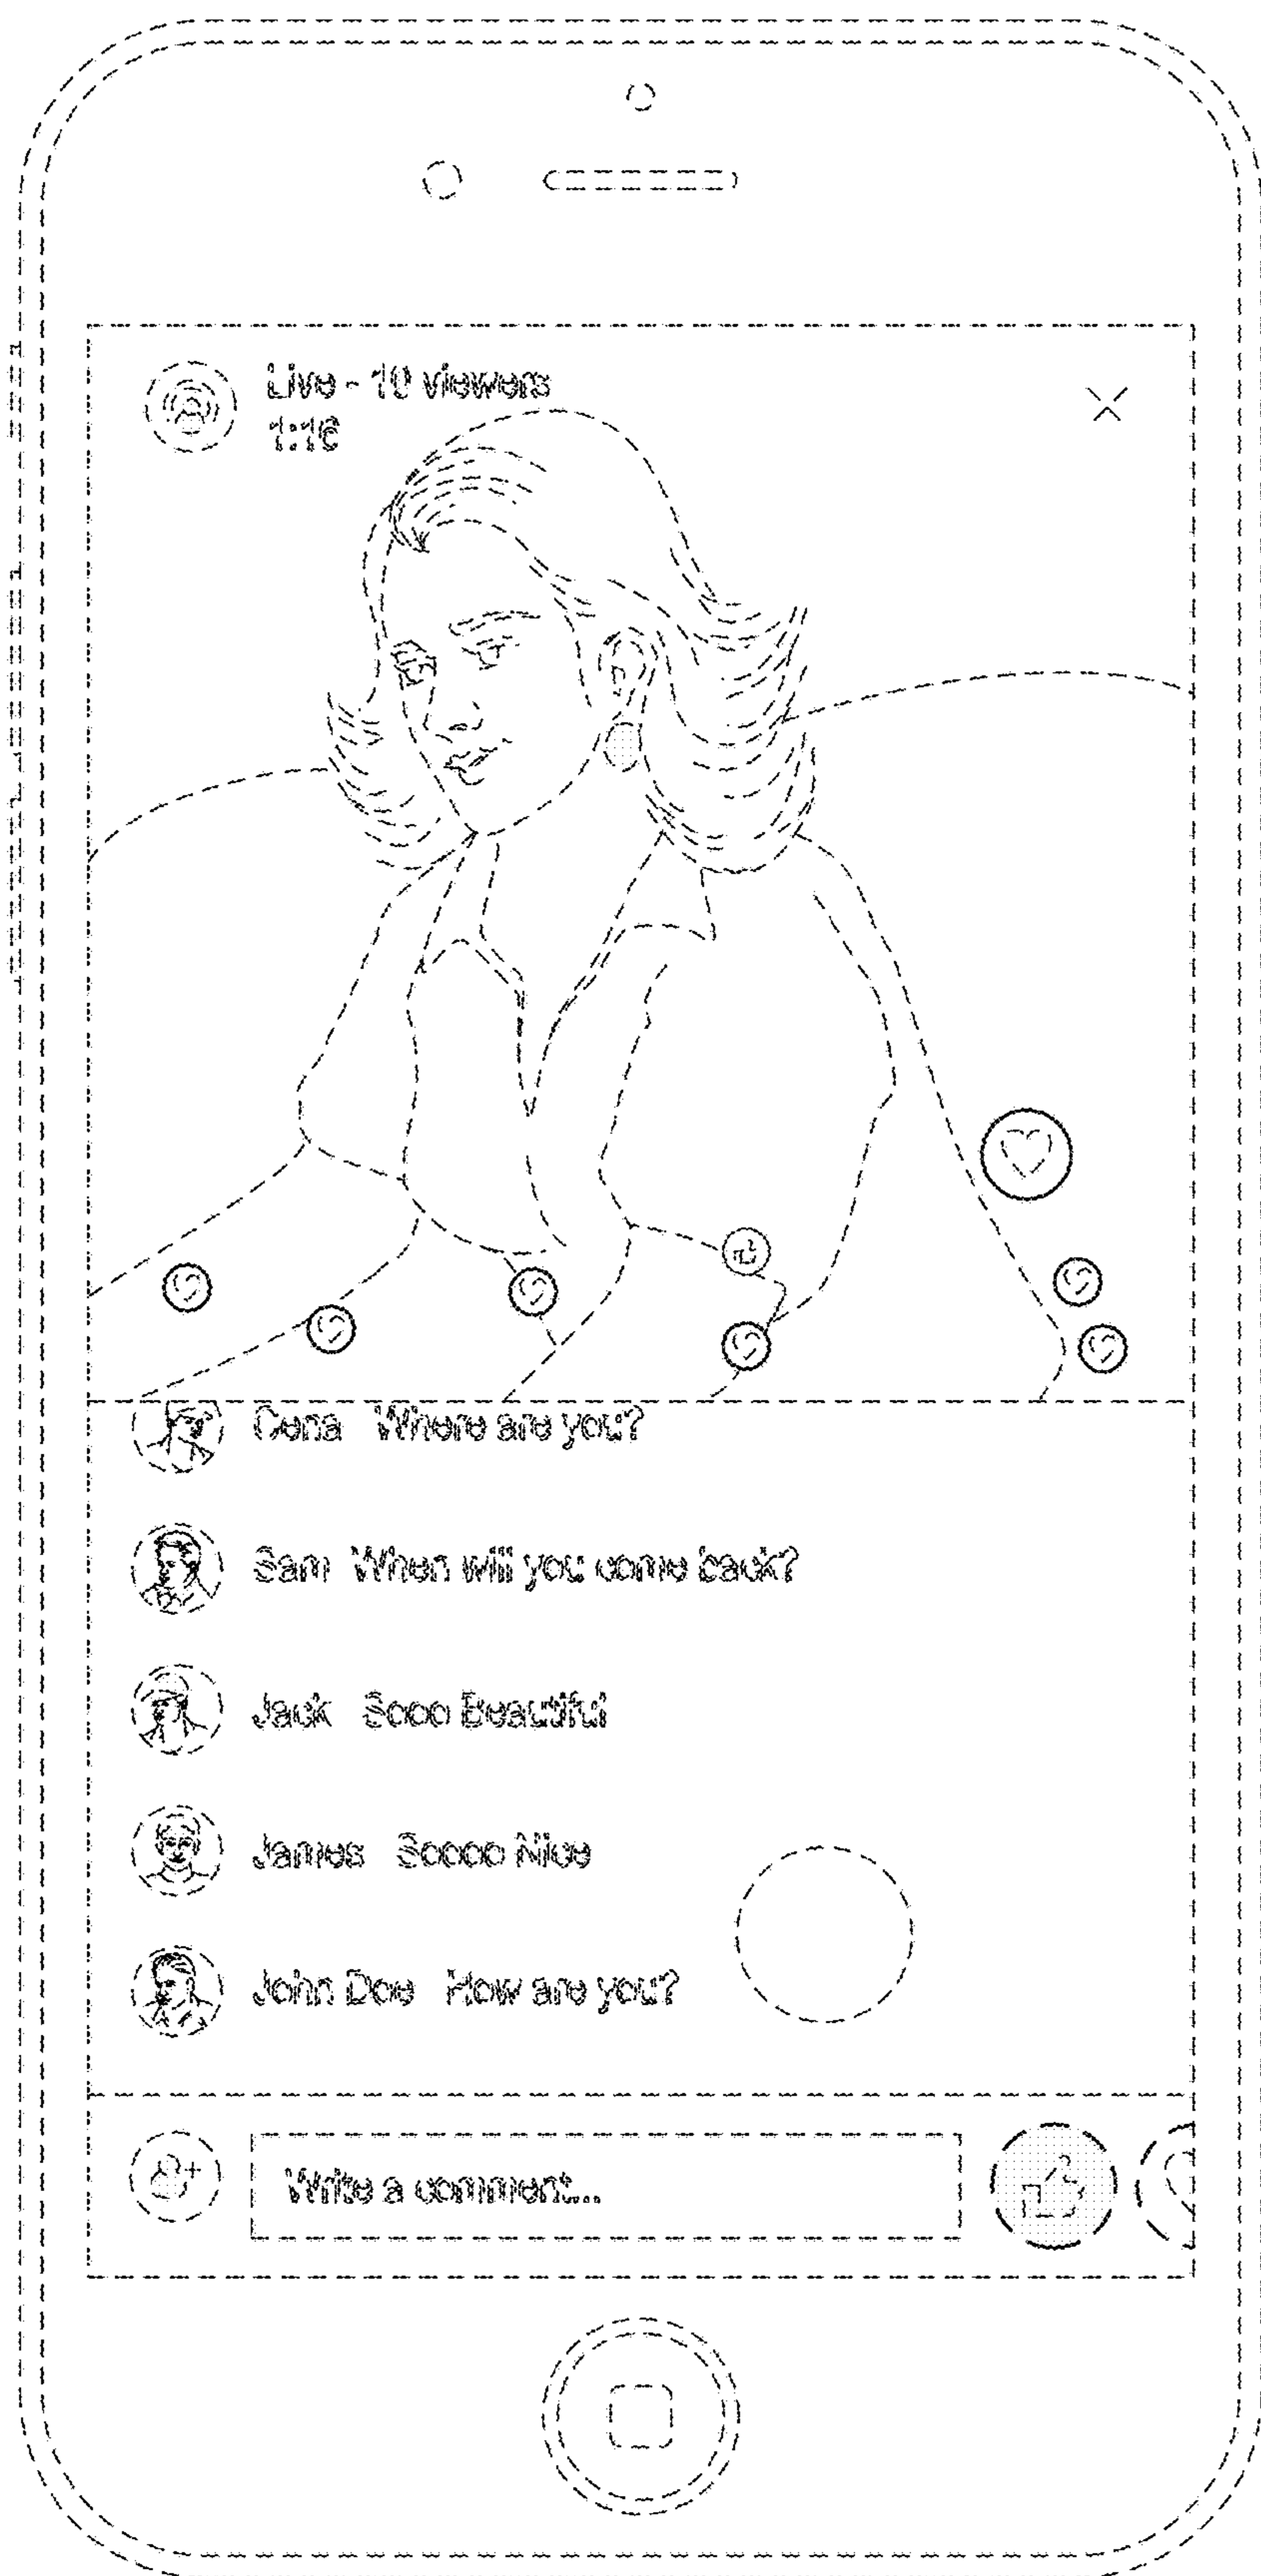 Live - 10 viewers
1:16
Cena Where are you?
Sam When will you come back?
Jack Sooo Beautiful
James Soooo Nice
John Doe How are you?
Write a comment...